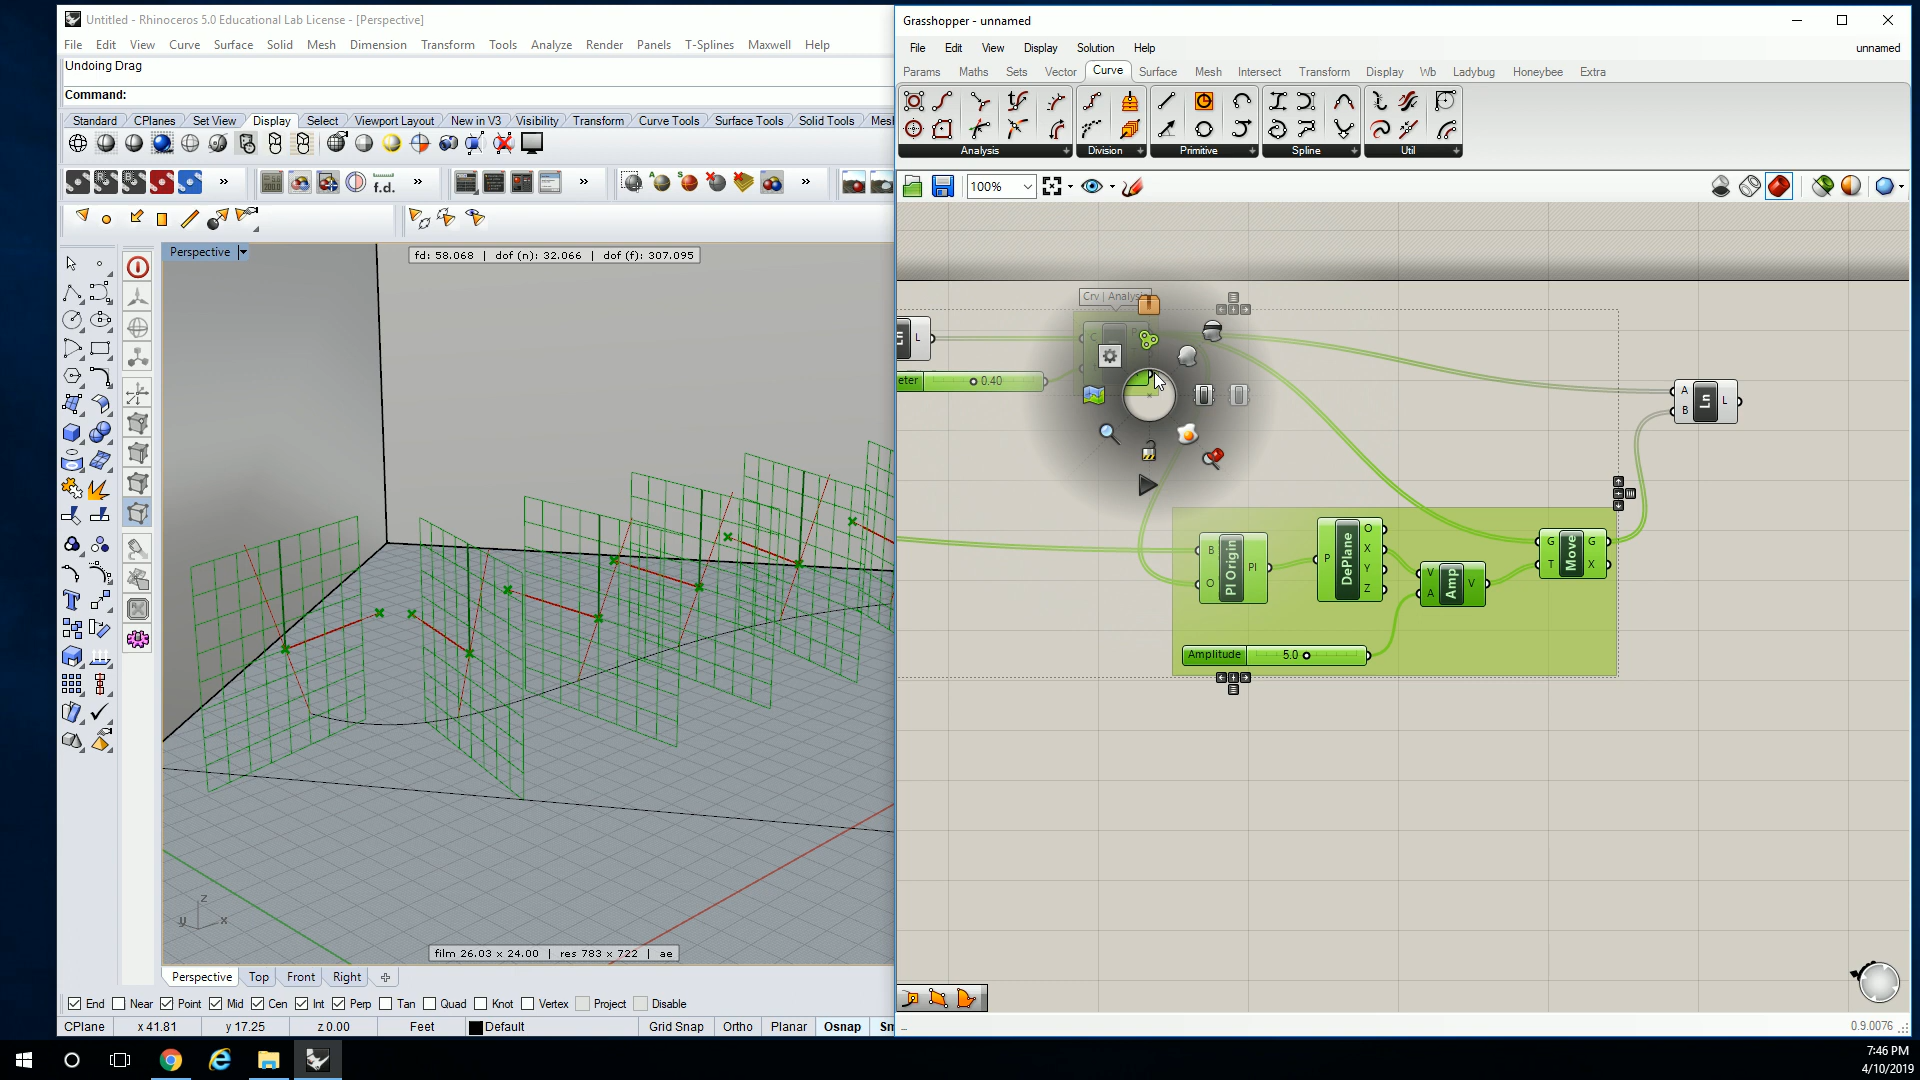 Untitled - Rhinoceros 5.0 Educational Lab License - [Perspective]
File Edit View Curve Surface Solid Mesh Dimension Transform Tools Analyze Render Panels T-Splines Maxwell Help
Undoing Drag
Command:
Standard CPlanes Set View Display Select Viewport Layout New in V3 Visibility Transform Curve Tools Surface Tools Solid Tools Mesh
f.d.
Perspective
fd: 58.068 | dof (n): 32.066 | dof (f): 307.095
z
y x
film 26.03 x 24.00 | res 783 x 722 | ae
Perspective Top Front Right
End Near Point Mid Cen Int Perp Tan Quad Knot Vertex Project Disable
CPlane x 41.81 y 17.25 z 0.00 Feet Default Grid Snap Ortho Planar Osnap Sm
Grasshopper - unnamed
File Edit View Display Solution Help unnamed
Params Maths Sets Vector Curve Surface Mesh Intersect Transform Display Wb Ladybug Honeybee Extra
Analysis Division Primitive Spline Util
100%
Crv | Analysis
L
eter 0.40
A
B
Ln
L
B
O
Pl Origin
Pl
P
DePlane
O
X
Y
Z
V
A
Amp
V
G
T
Move
G
X
Amplitude 5.0
0.9.0076
7:46 PM
4/10/2019